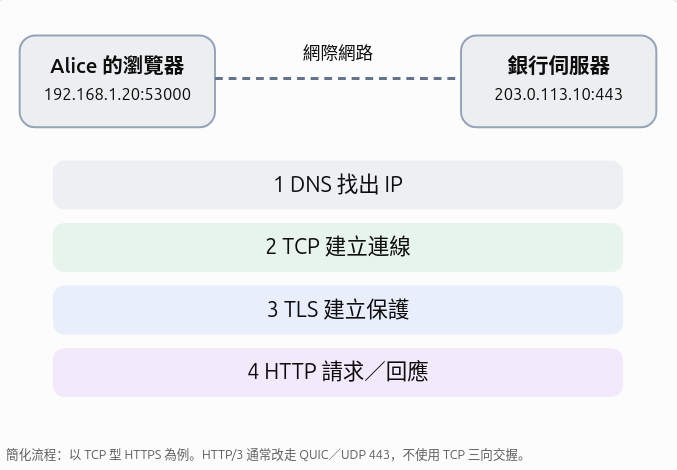 Alice 的瀏覽器
192.168.1.20:53000
網際網路
銀行伺服器
203.0.113.10:443
1 DNS 找出 IP
2 TCP 建立連線
3 TLS 建立保護
4 HTTP 請求／回應
簡化流程：以 TCP 型 HTTPS 為例。HTTP/3 通常改走 QUIC／UDP 443，不使用 TCP 三向交握。